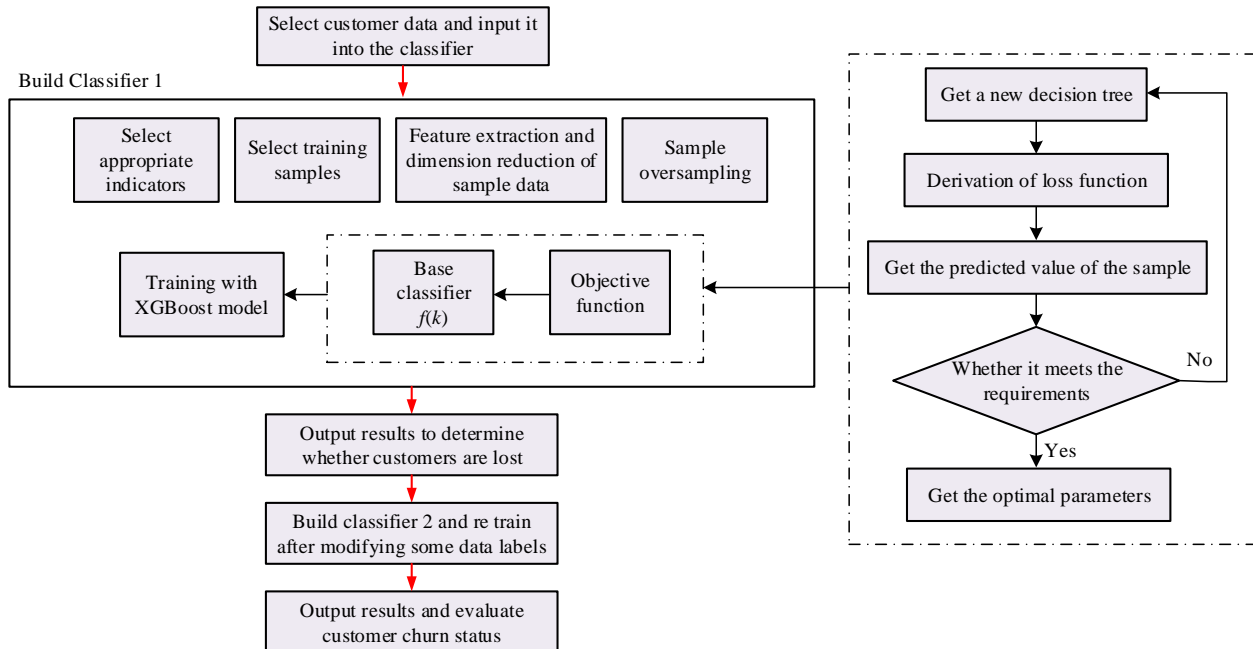 Select customer data and input it
into the classifier
Build Classifier 1
Select
appropriate
indicators
Select training
samples
Feature extraction and
dimension reduction of
sample data
Sample
oversampling
Training with
XGBoost model
Base
classifier
f(k)
Objective
function
Output results to determine
whether customers are lost
Build classifier 2 and re train
after modifying some data labels
Output results and evaluate
customer churn status
Get a new decision tree
Derivation of loss function
Get the predicted value of the sample
Whether it meets the
requirements
No
Yes
Get the optimal parameters